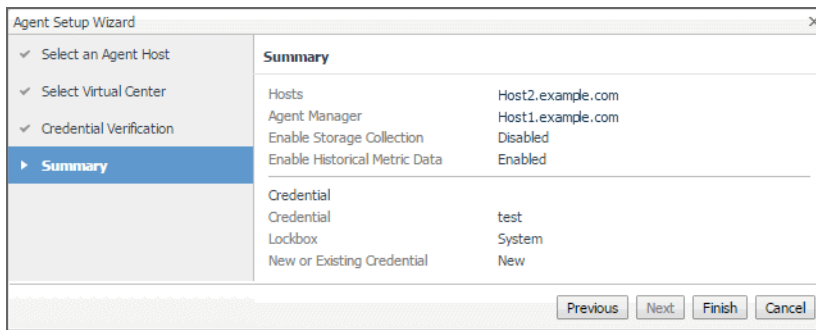 Agent Setup Wizard
Select an Agent Host
Select Virtual Center
Credential Verification
Summary
Summary
Hosts Host2.example.com
Agent Manager Host1.example.com
Enable Storage Collection Disabled
Enable Historical Metric Data Enabled
Credential
Credential test
Lockbox System
New or Existing Credential New
Previous Next Finish Cancel